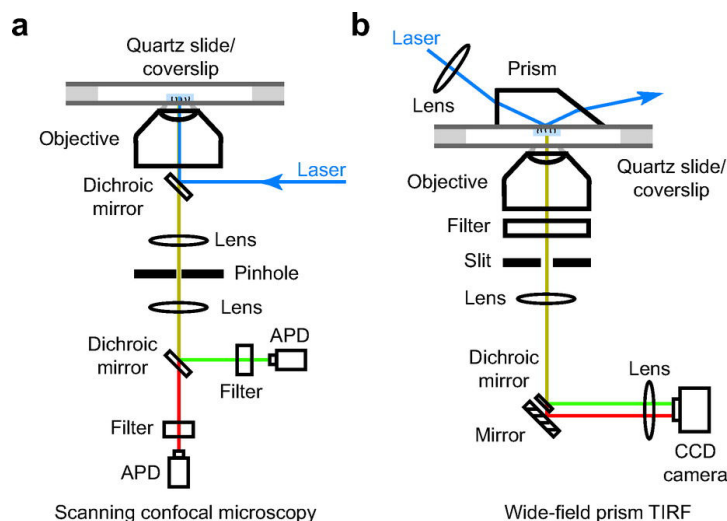 a
Quartz slide/
coverslip
Objective
Laser
Dichroic
mirror
Lens
Pinhole
Lens
APD
Dichroic
mirror
Filter
Filter
APD
Scanning confocal microscopy
b
Laser
Prism
Lens
Quartz slide/
coverslip
Objective
Filter
Slit
Lens
Dichroic
mirror
Lens
Mirror
CCD
camera
Wide-field prism TIRF